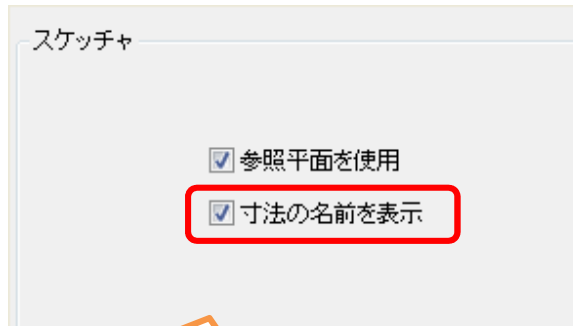 スケッチャ
参照平面を使用
寸法の名前を表示